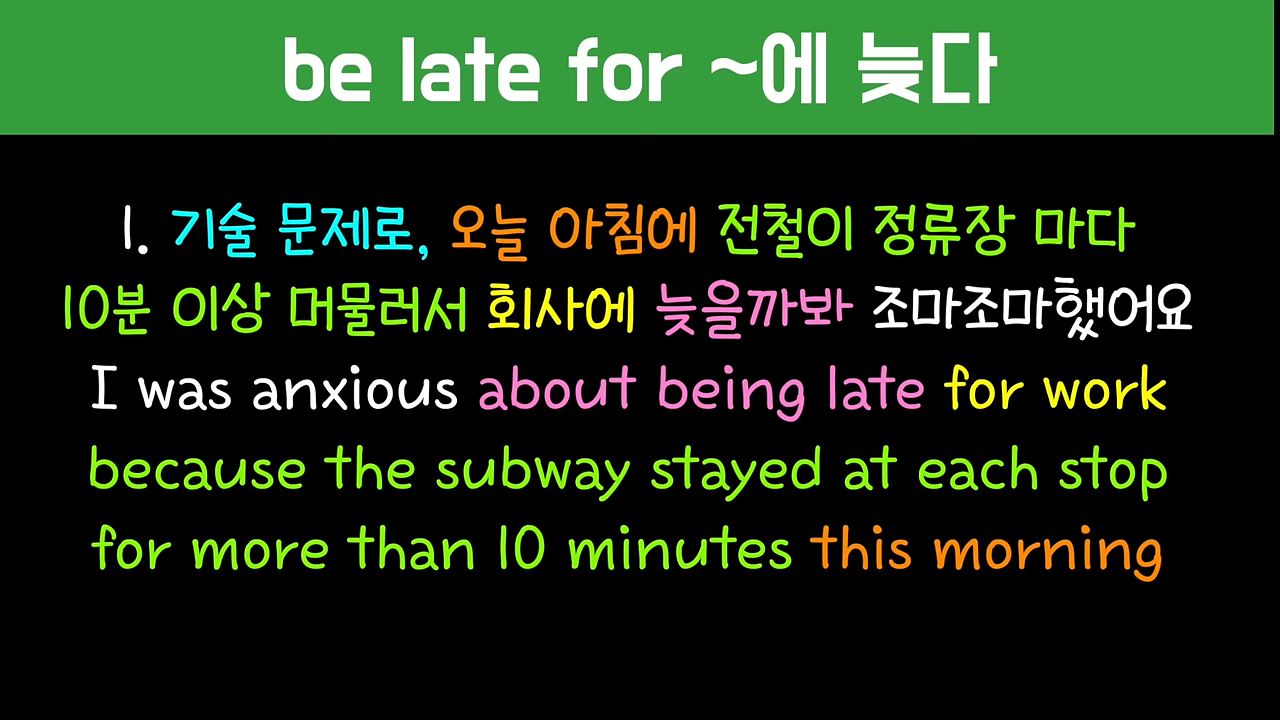 be late for ~에 늦다
1. 기술 문제로, 오늘 아침에 전철이 정류장 마다
10분 이상 머물러서 회사에 늦을까봐 조마조마했어요
I was anxious about being late for work
because the subway stayed at each stop
for more than 10 minutes this morning